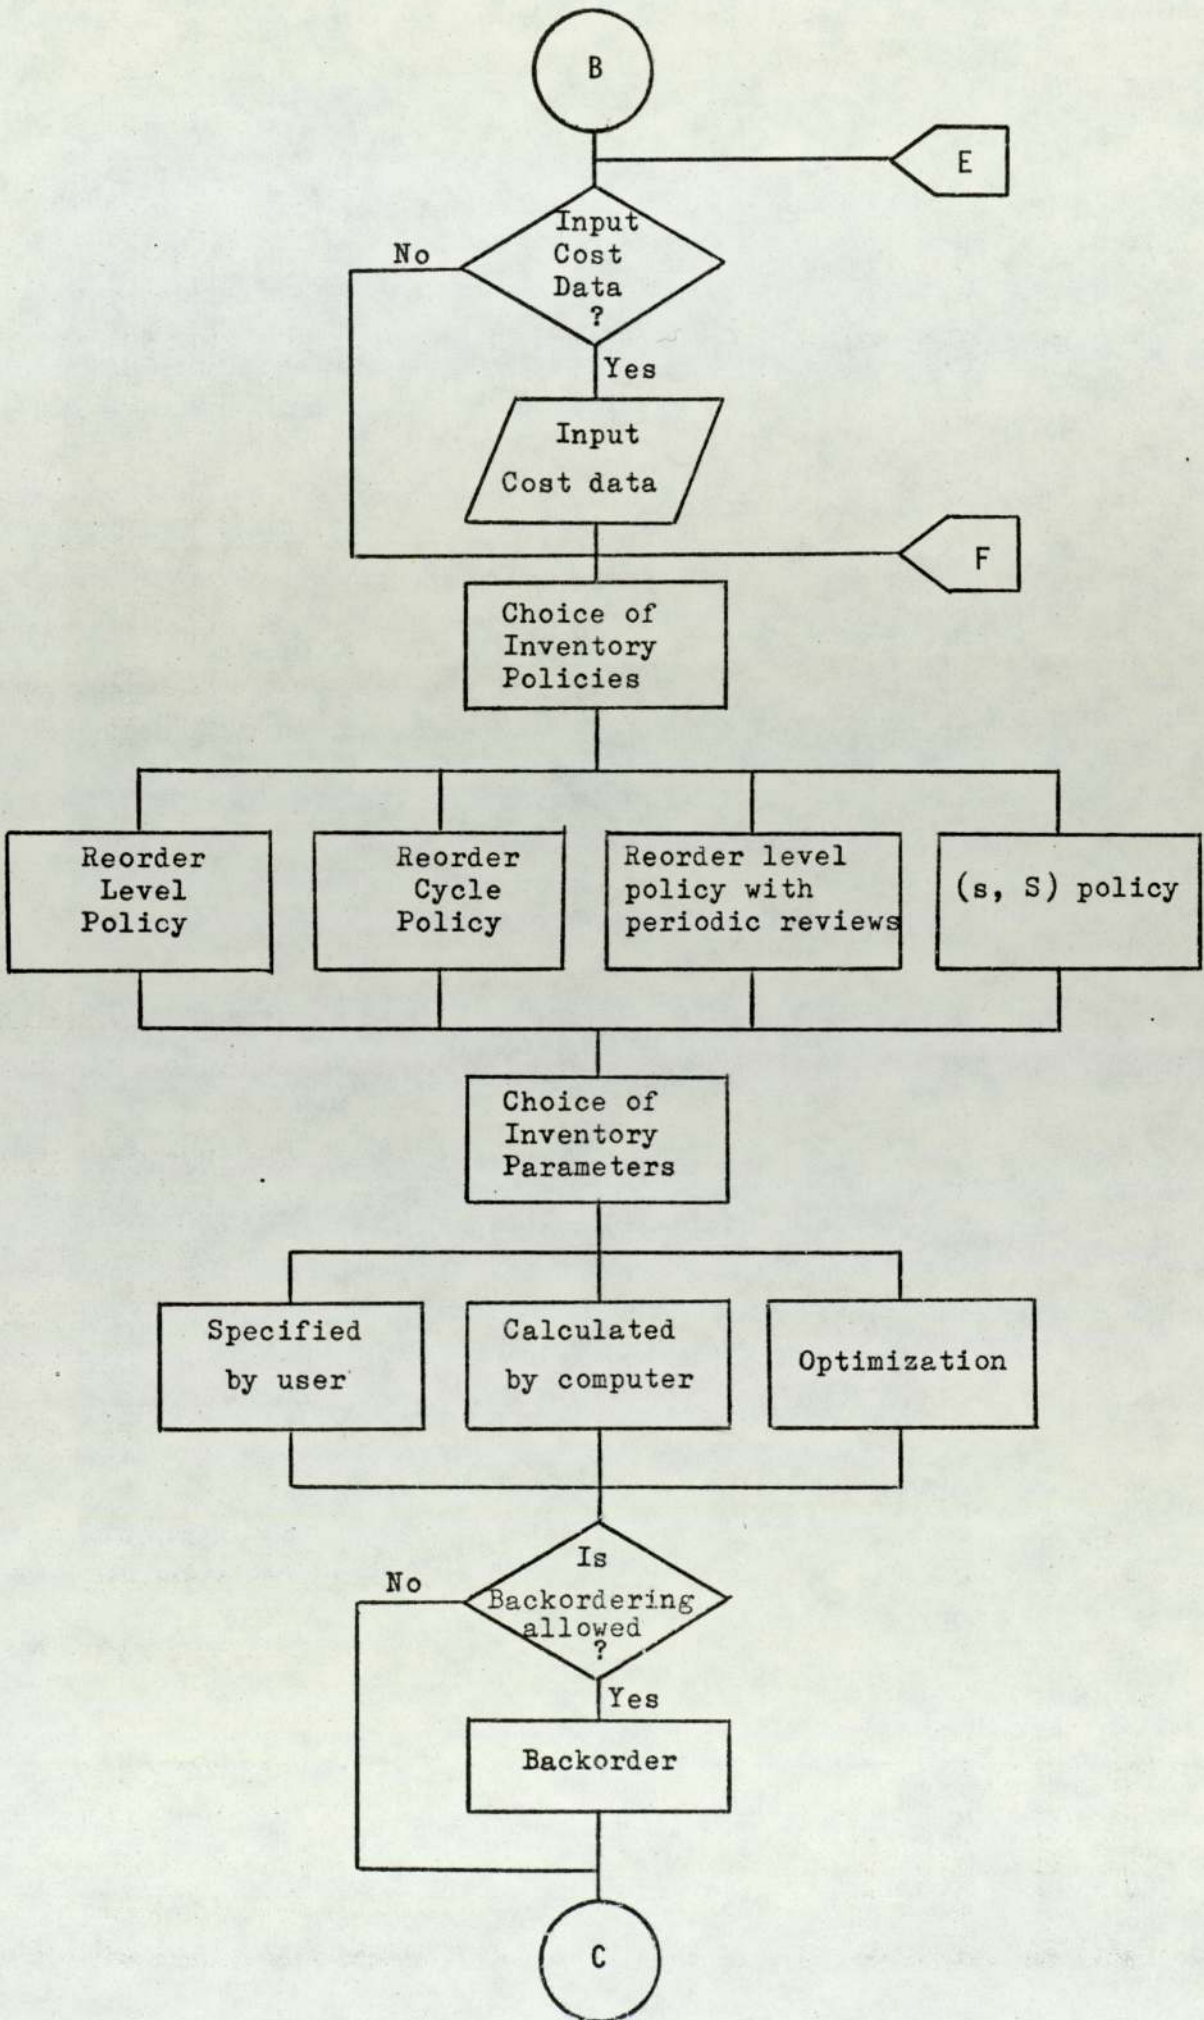 B
E
Input
Cost
Data
?
No
Yes
Input
Cost data
F
Choice of
Inventory
Policies
Reorder
Level
Policy
Reorder
Cycle
Policy
Reorder level
policy with
periodic reviews
(s, S) policy
Choice of
Inventory
Parameters
Specified
by user
Calculated
by computer
Optimization
Is
Backordering
allowed
?
No
Yes
Backorder
C